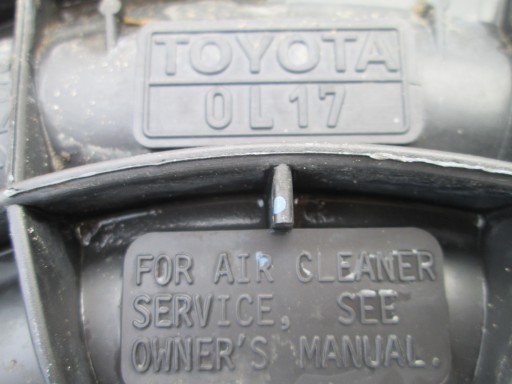 TOYOTA
0L17
FOR AIR CLEANER
SERVICE, SEE
OWNER'S MANUAL.